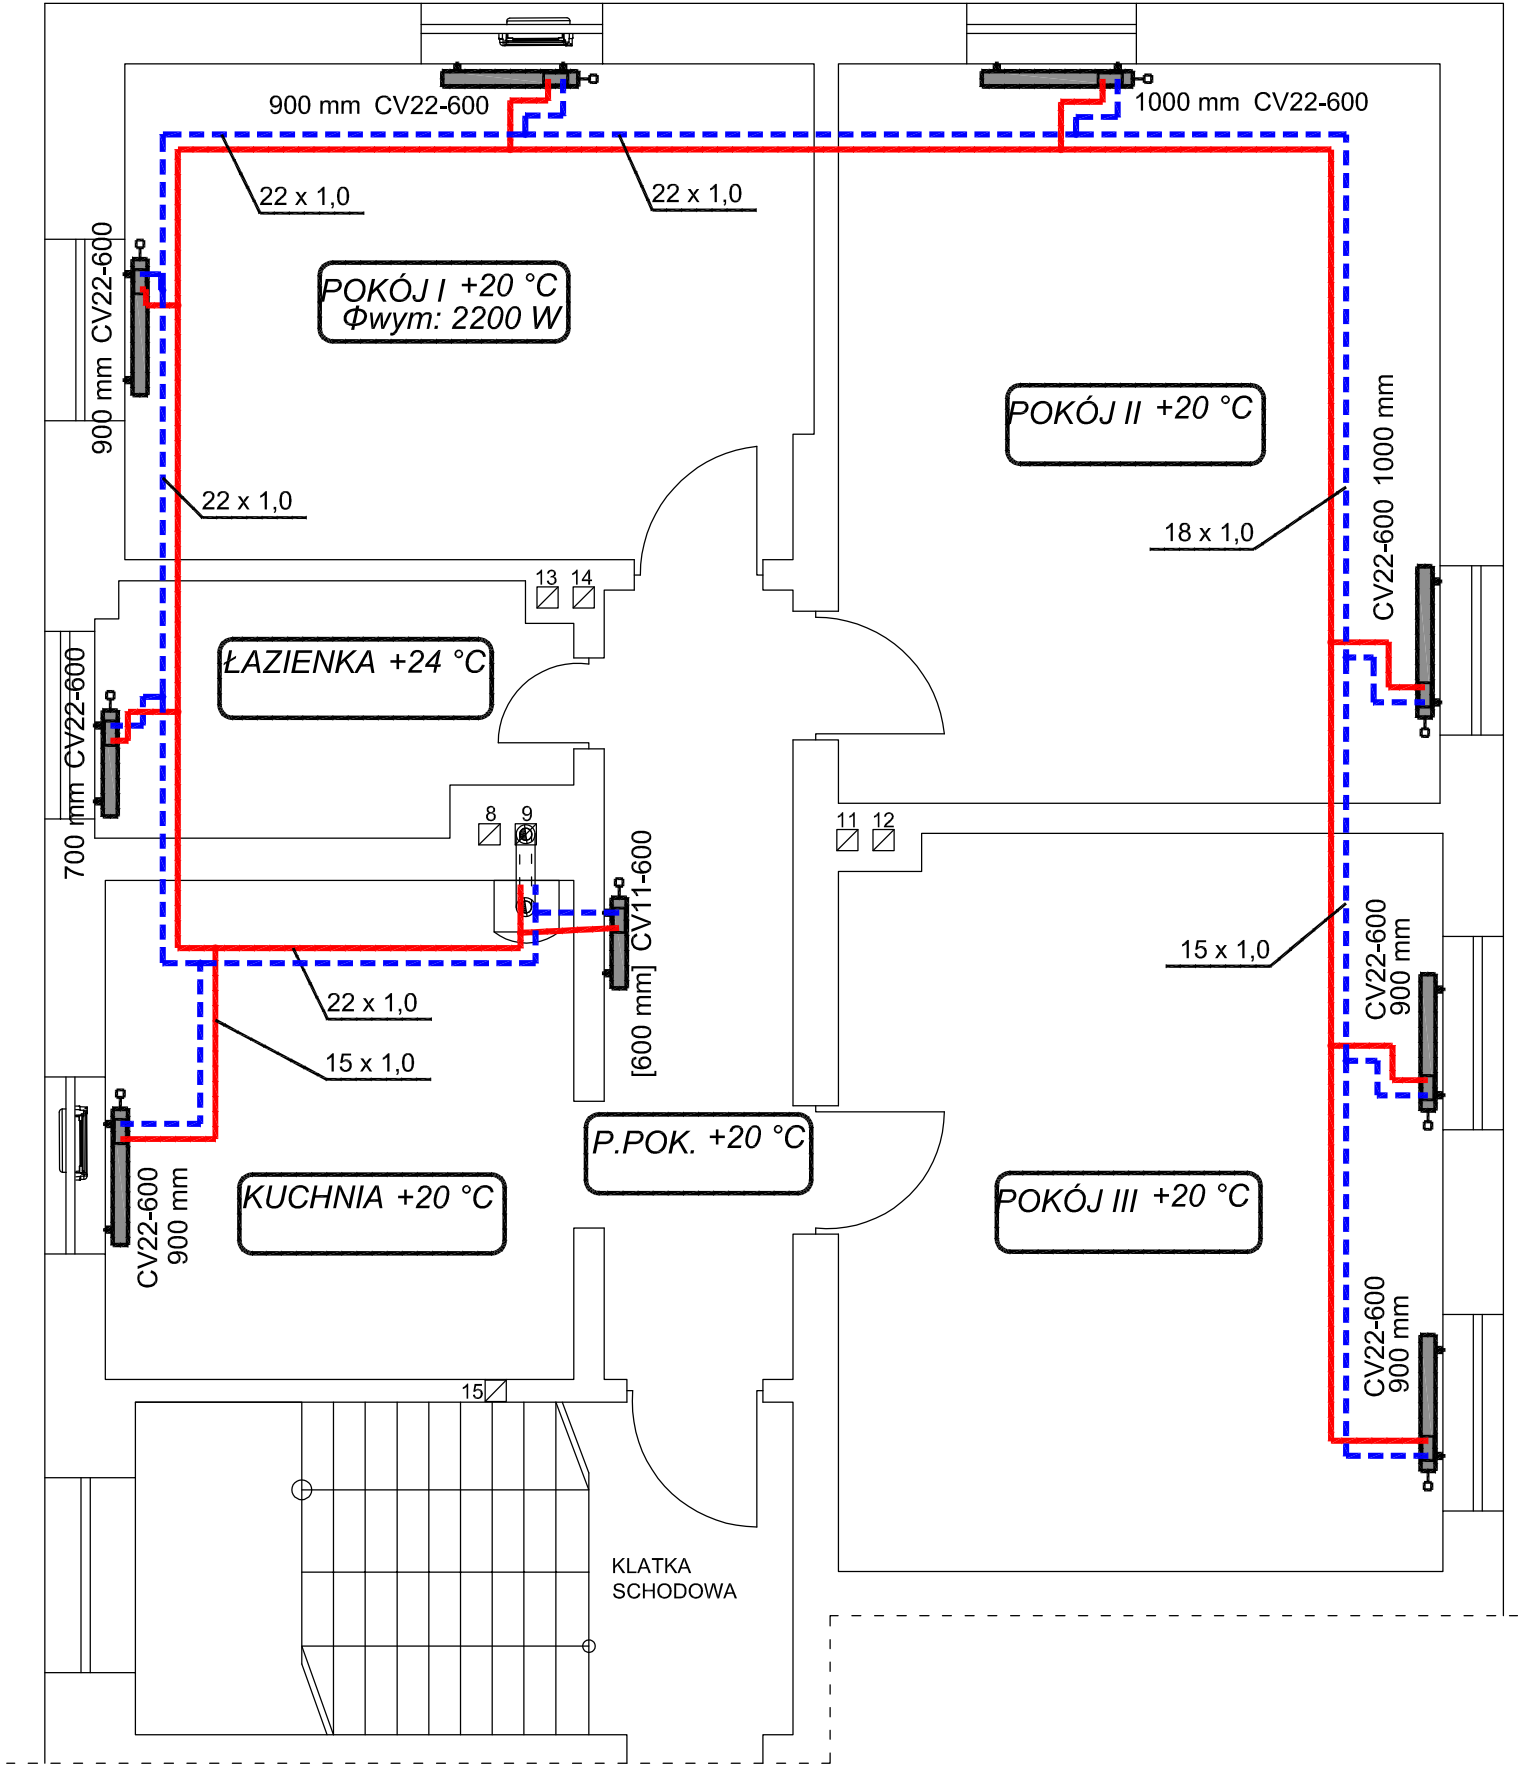 900 mm CV22-600
1000 mm CV22-600
22 x 1,0
22 x 1,0
900 mm CV22-600
POKÓJ I +20 °C
Φwym: 2200 W
POKÓJ II +20 °C
CV22-600 1000 mm
22 x 1,0
18 x 1,0
13
14
ŁAZIENKA +24 °C
700 mm CV22-600
8
9
11
12
[600 mm] CV11-600
CV22-600
900 mm
15 x 1,0
22 x 1,0
15 x 1,0
P.POK. +20 °C
KUCHNIA +20 °C
POKÓJ III +20 °C
CV22-600
900 mm
CV22-600
900 mm
15
KLATKA
SCHODOWA